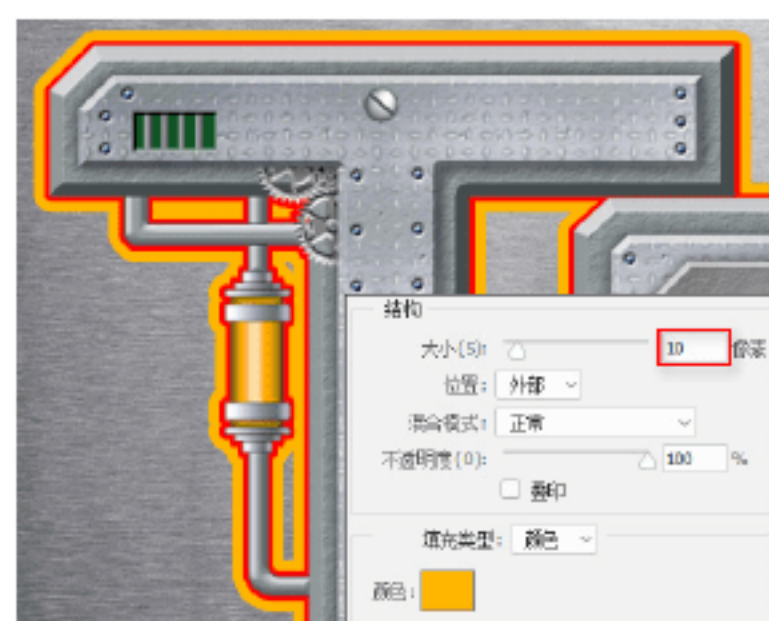 结构
大小(S): 10 像素
位置: 外部
混合模式: 正常
不透明度(O): 100 %
叠印
填充类型: 颜色
颜色: